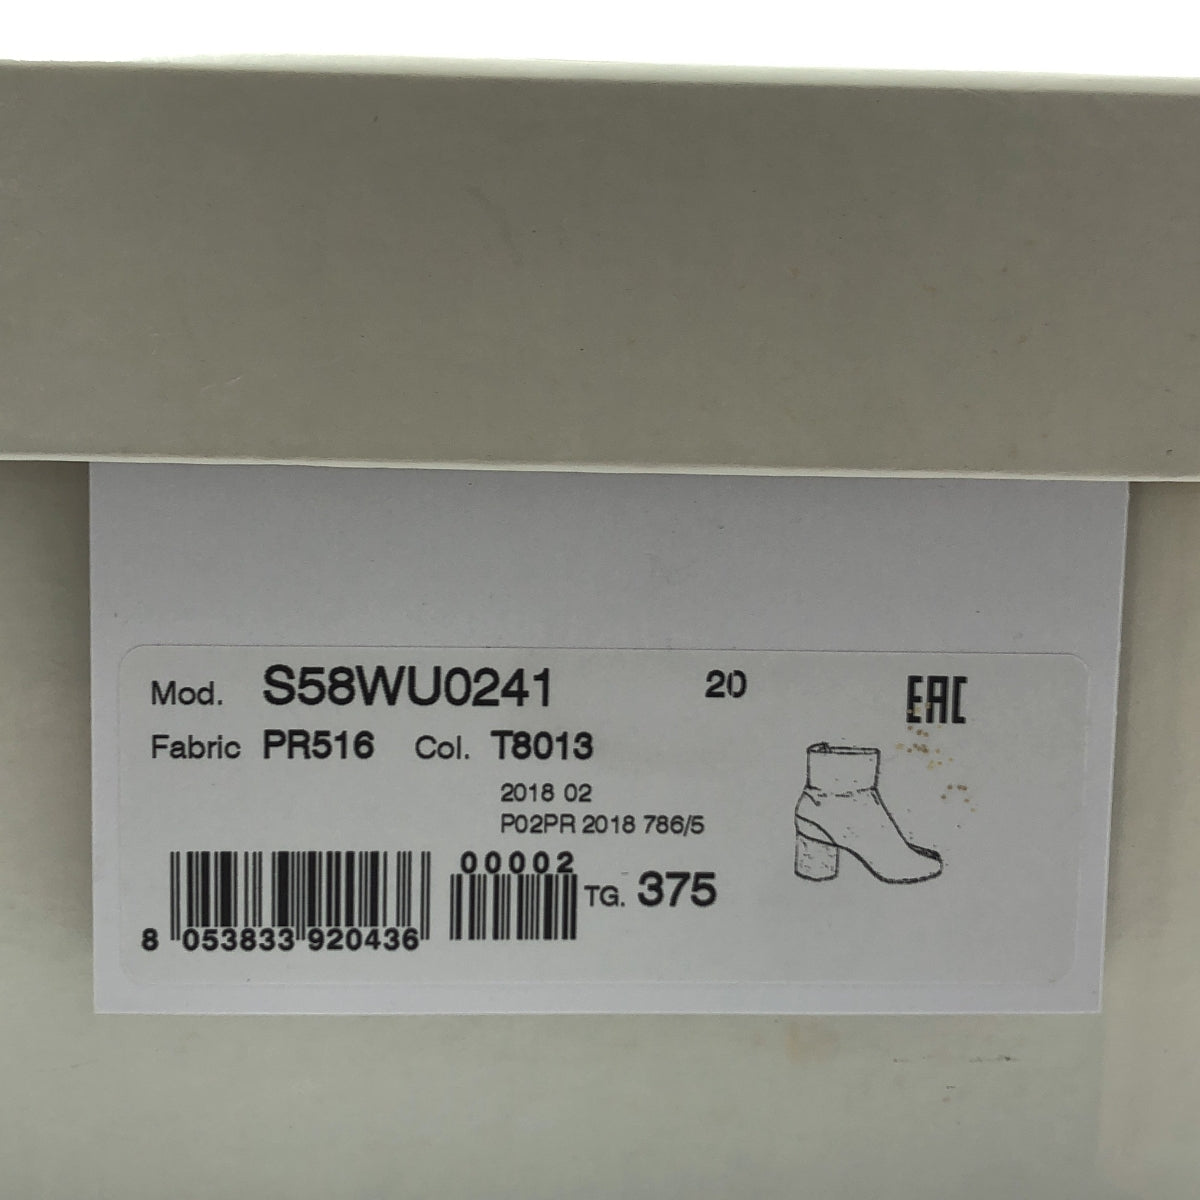 Mod. S58WU0241 20 EAC
Fabric PR516 Col. T8013
2018 02
P02PR 2018 786/5
00002
TG. 375
8 053833 920436